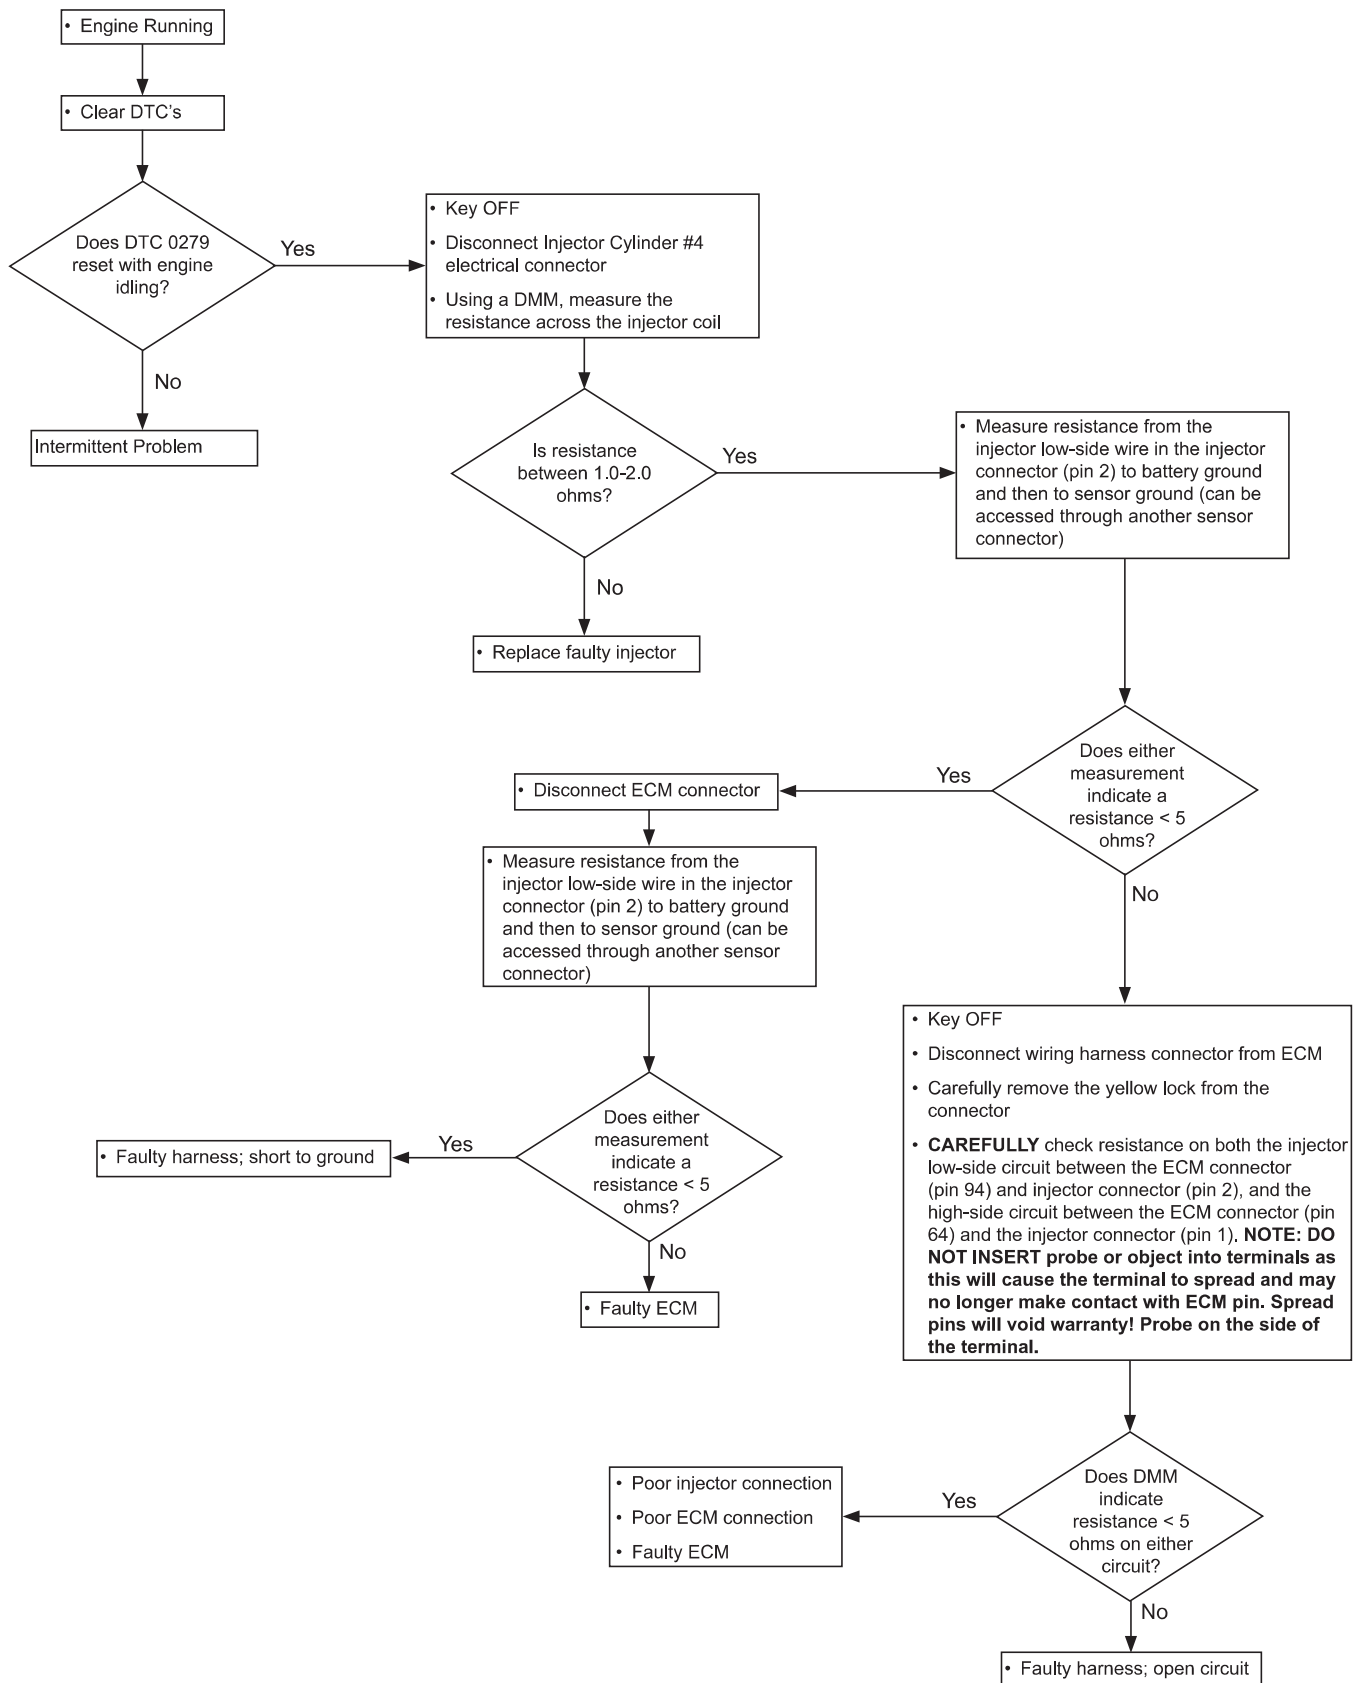 • Engine Running
• Clear DTC's
Does DTC 0279
reset with engine
idling?
Yes
No
Intermittent Problem
• Key OFF
• Disconnect Injector Cylinder #4
electrical connector
• Using a DMM, measure the
resistance across the injector coil
Is resistance
between 1.0-2.0
ohms?
Yes
No
• Replace faulty injector
• Measure resistance from the
injector low-side wire in the injector
connector (pin 2) to battery ground
and then to sensor ground (can be
accessed through another sensor
connector)
Does either
measurement
indicate a
resistance < 5
ohms?
Yes
No
• Disconnect ECM connector
• Measure resistance from the
injector low-side wire in the injector
connector (pin 2) to battery ground
and then to sensor ground (can be
accessed through another sensor
connector)
Does either
measurement
indicate a
resistance < 5
ohms?
Yes
No
• Faulty harness; short to ground
• Faulty ECM
• Key OFF
• Disconnect wiring harness connector from ECM
• Carefully remove the yellow lock from the
connector
• CAREFULLY check resistance on both the injector
low-side circuit between the ECM connector
(pin 94) and injector connector (pin 2), and the
high-side circuit between the ECM connector (pin
64) and the injector connector (pin 1). NOTE: DO
NOT INSERT probe or object into terminals as
this will cause the terminal to spread and may
no longer make contact with ECM pin. Spread
pins will void warranty! Probe on the side of
the terminal.
Does DMM
indicate
resistance < 5
ohms on either
circuit?
Yes
No
• Poor injector connection
• Poor ECM connection
• Faulty ECM
• Faulty harness; open circuit